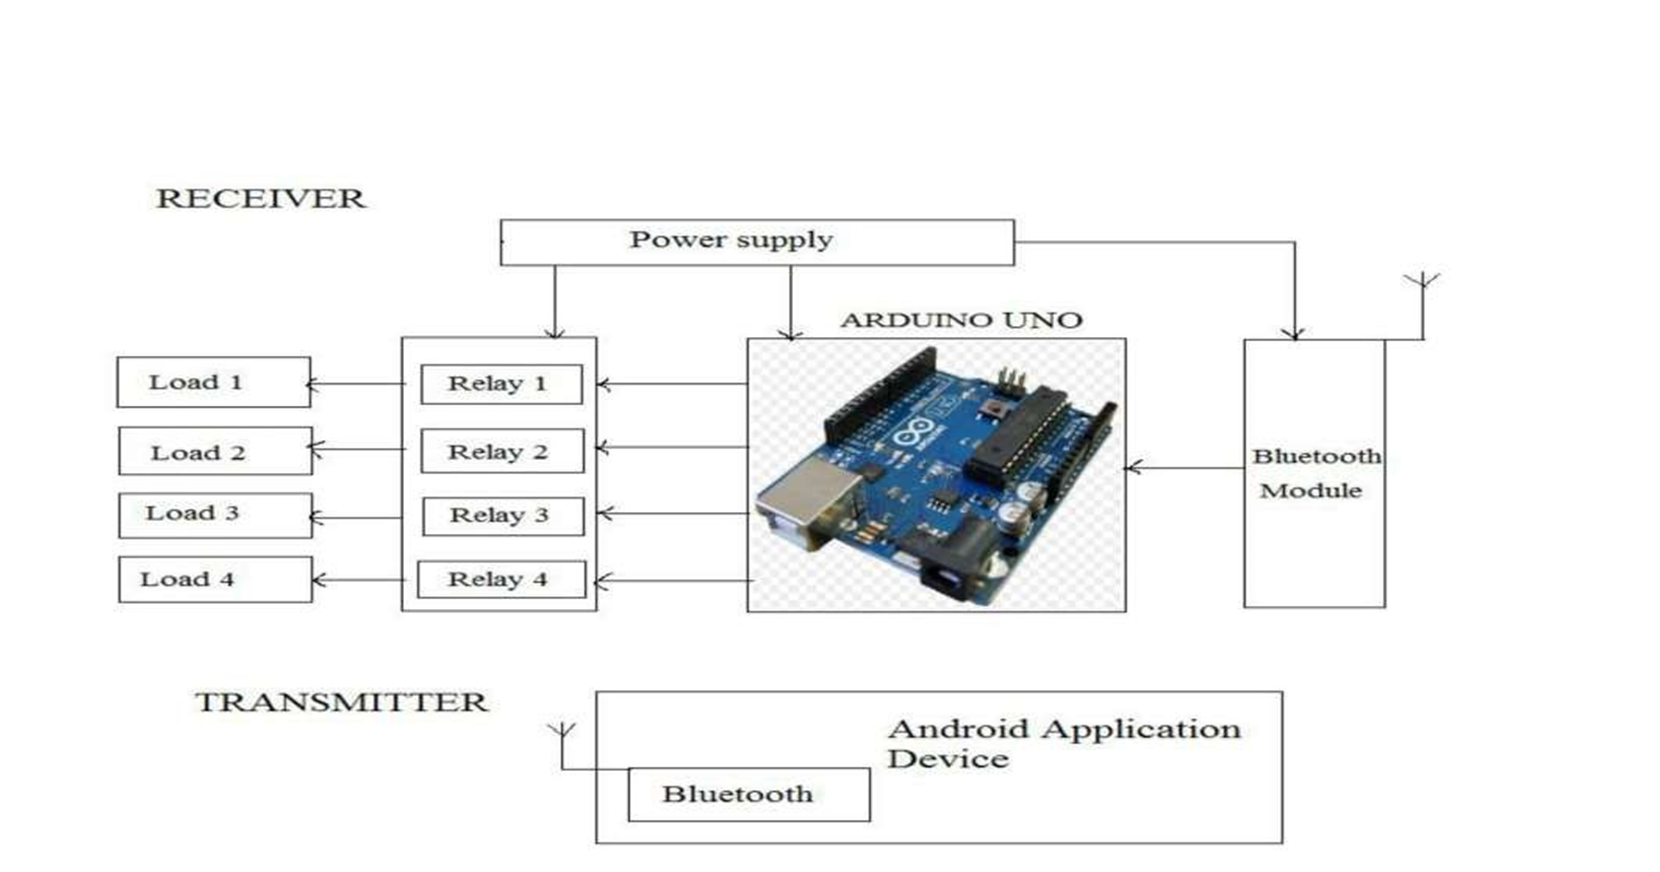 RECEIVER
Power supply
ARDUINO UNO
Load 1
Relay 1
Load 2
Relay 2
Load 3
Relay 3
Load 4
Relay 4
Bluetooth
Module
TRANSMITTER
Android Application
Device
Bluetooth